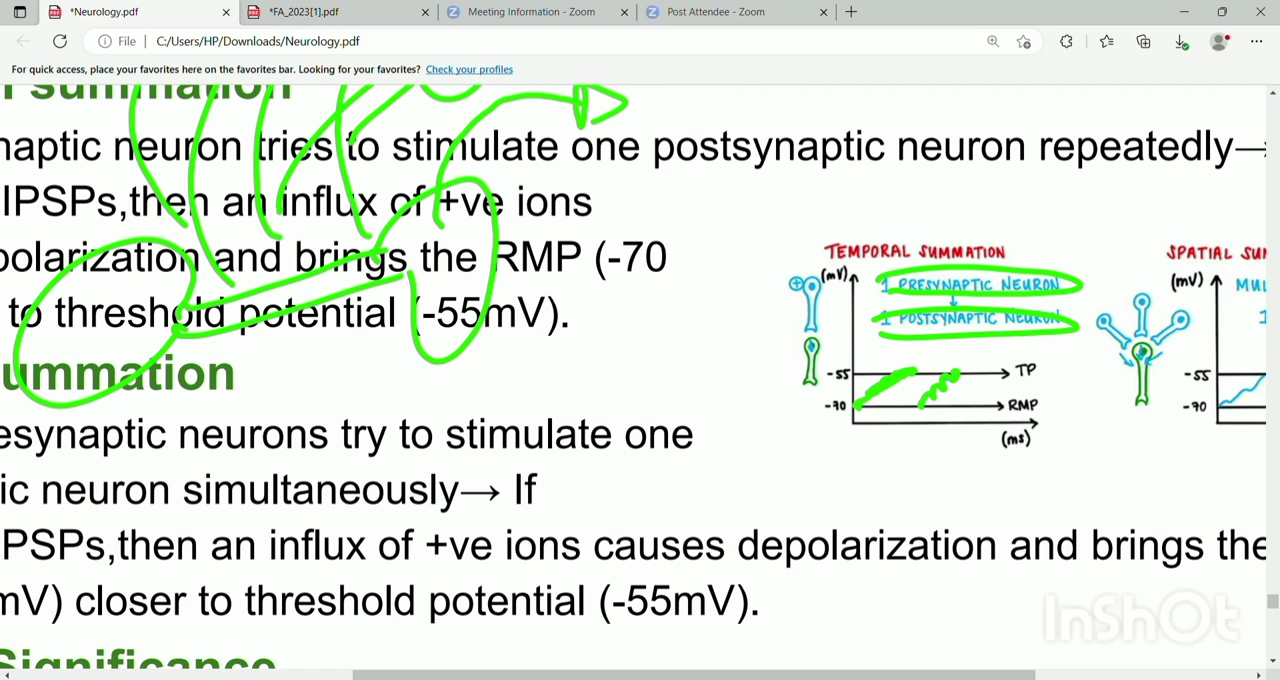 *Neurology.pdf
*FA_2023[1].pdf
Meeting Information - Zoom
Post Attendee - Zoom
File
C:/Users/HP/Downloads/Neurology.pdf
For quick access, place your favorites here on the favorites bar. Looking for your favorites? Check your profiles
summation
naptic neuron tries to stimulate one postsynaptic neuron repeatedly→
IPSPs,then an influx of +ve ions
polarization and brings the RMP (-70
to threshold potential (-55mV).
ummation
esynaptic neurons try to stimulate one
ic neuron simultaneously→ If
PSPs,then an influx of +ve ions causes depolarization and brings the
mV) closer to threshold potential (-55mV).
Significance
TEMPORAL SUMMATION
(mV)
1 PRESYNAPTIC NEURON
1 POSTSYNAPTIC NEURON
-55
TP
-70
RMP
(ms)
SPATIAL SUM
(mV)
MUL
1
-55
-70
InShOt